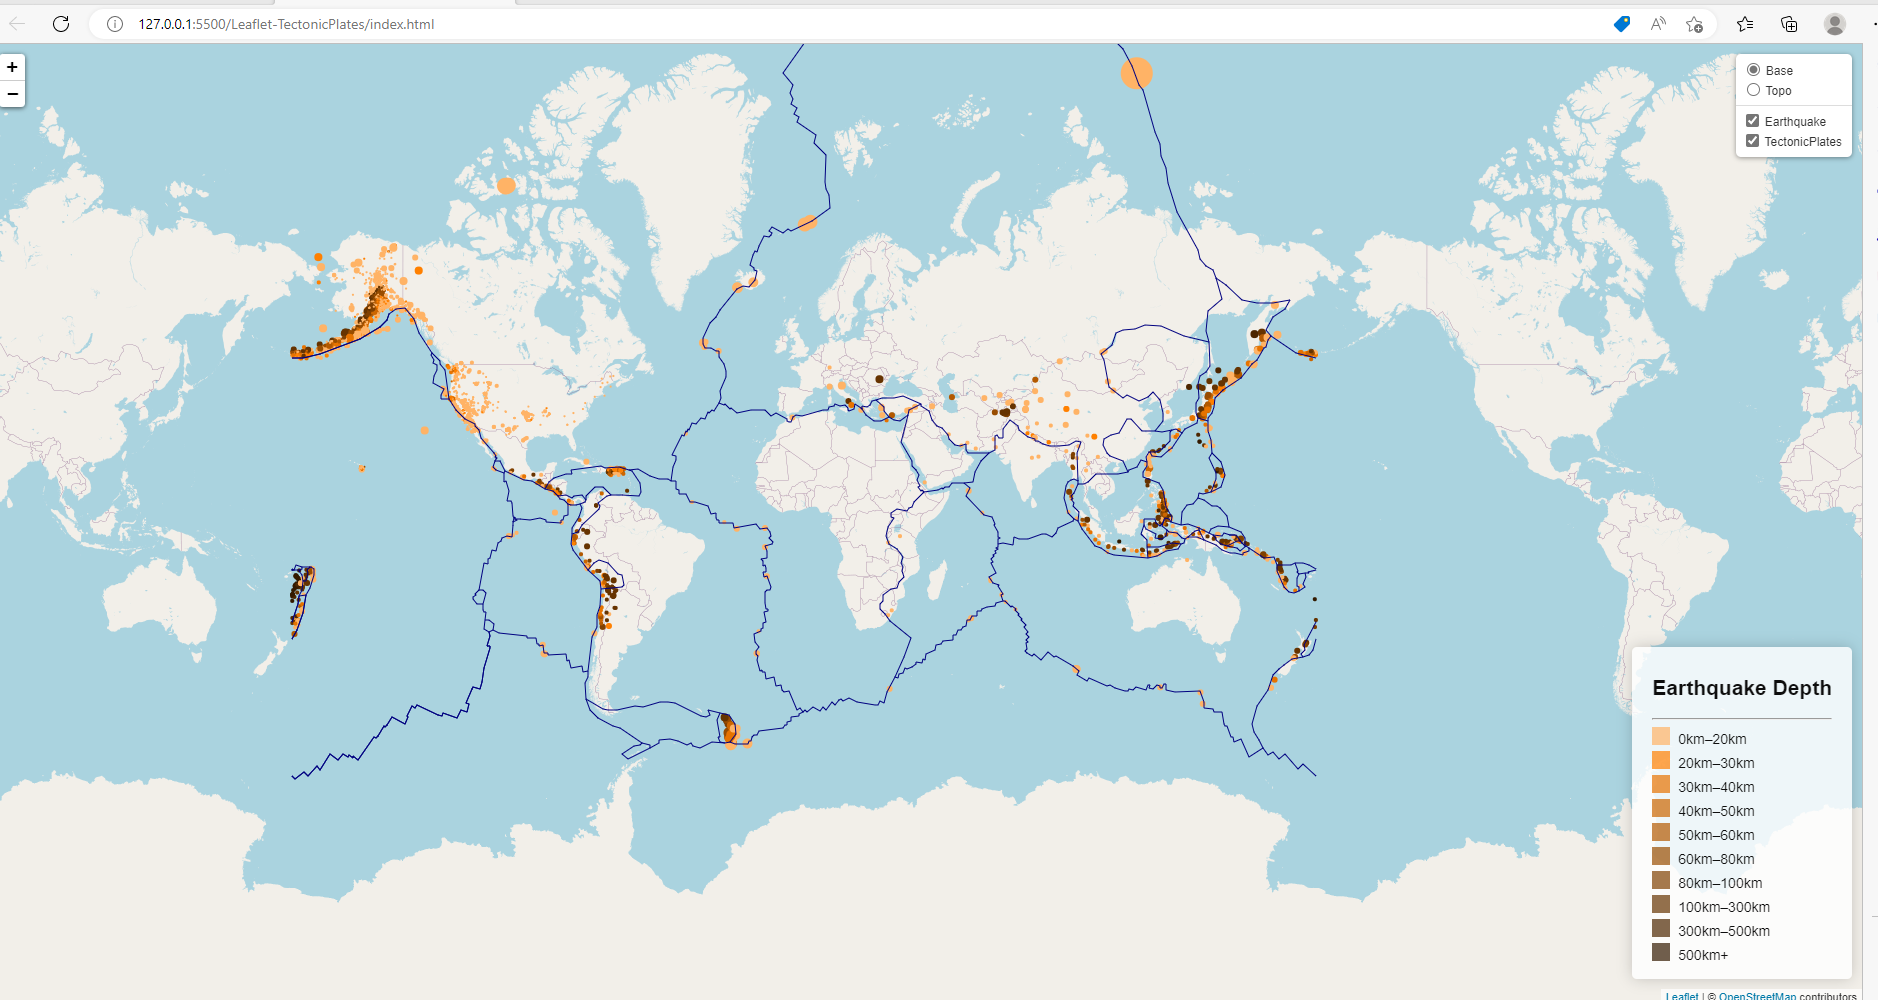 127.0.0.1:5500/Leaflet-TectonicPlates/index.html
+
−
Base
Topo
Earthquake
TectonicPlates
Earthquake Depth
0km–20km
20km–30km
30km–40km
40km–50km
50km–60km
60km–80km
80km–100km
100km–300km
300km–500km
500km+
Leaflet | © OpenStreetMap contributors